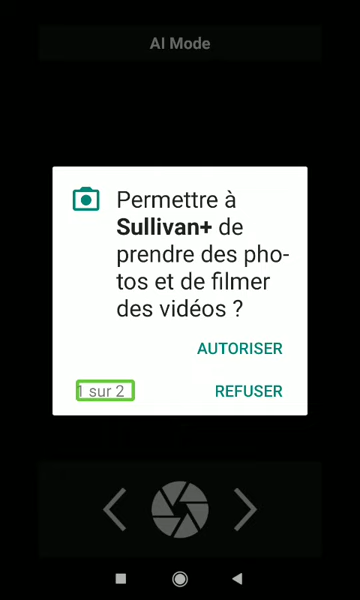 AI Mode
Permettre à
Sullivan+ de
prendre des pho-
tos et de filmer
des vidéos ?
AUTORISER
1 sur 2
REFUSER